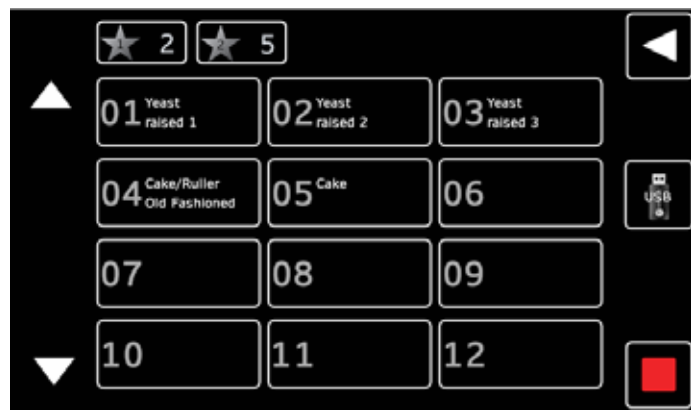 1 2 2 5
01 Yeast raised 1 02 Yeast raised 2 03 Yeast raised 3
04 Cake/Ruller Old Fashioned 05 Cake 06
USB
07 08 09
10 11 12